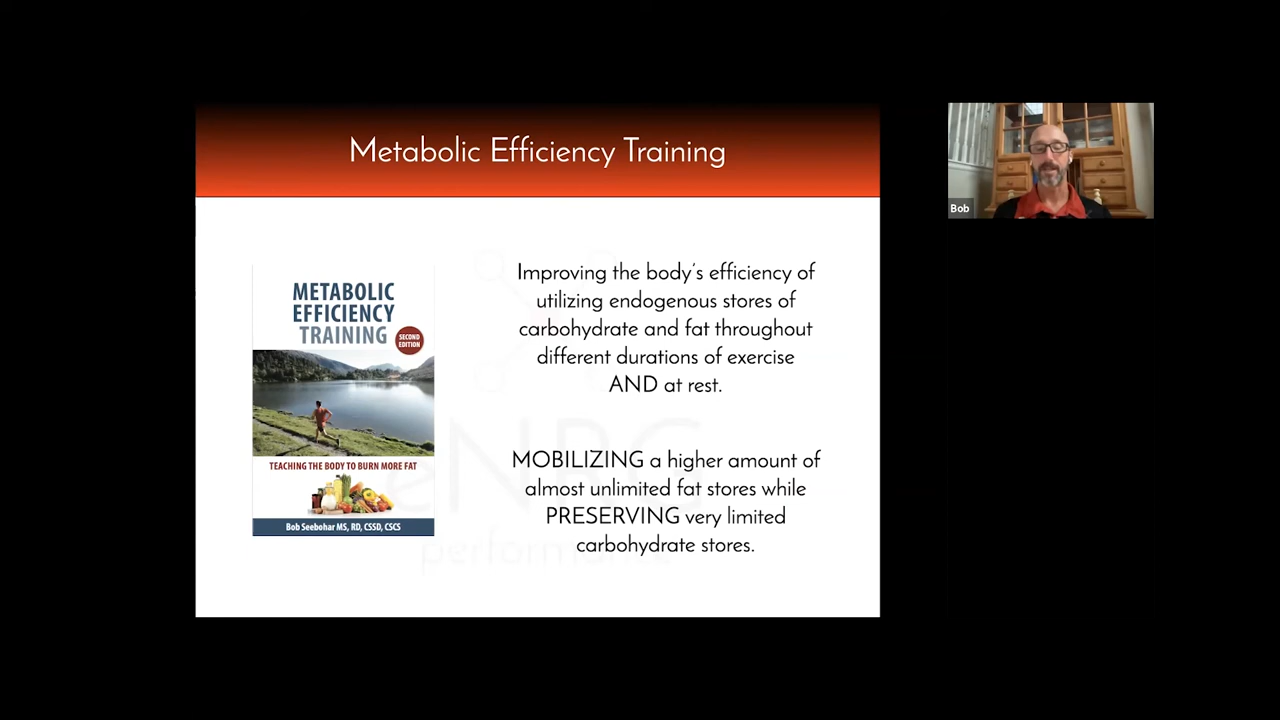 Metabolic Efficiency Training
METABOLIC
EFFICIENCY
TRAINING
SECOND
EDITION
TEACHING THE BODY TO BURN MORE FAT
Bob Seebohar MS, RD, CSSD, CSCS
Improving the body's efficiency of
utilizing endogenous stores of
carbohydrate and fat throughout
different durations of exercise
AND at rest.
MOBILIZING a higher amount of
almost unlimited fat stores while
PRESERVING very limited
carbohydrate stores.
eNRG
performance
Bob